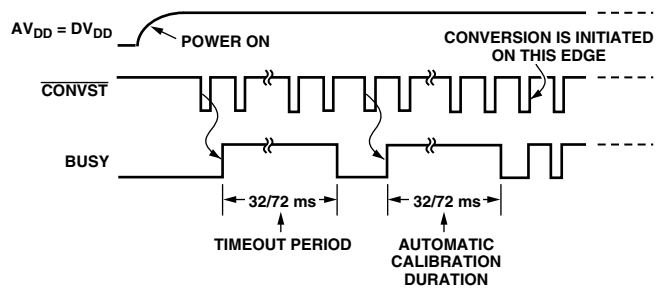 AVDD = DVDD
POWER ON
CONVERSION IS INITIATED
ON THIS EDGE
CONVST
BUSY
32/72 ms
32/72 ms
TIMEOUT PERIOD
AUTOMATIC
CALIBRATION
DURATION